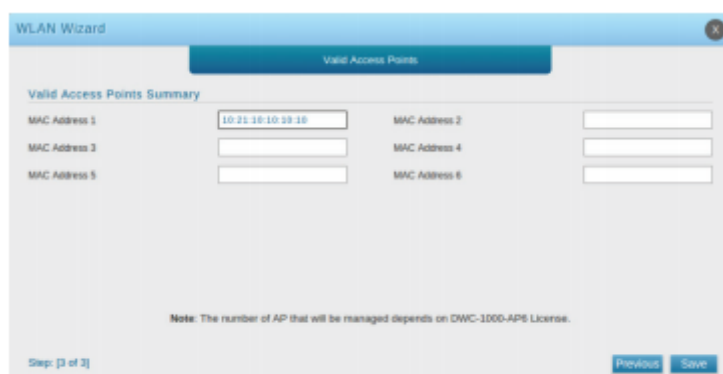 WLAN Wizard
X
Valid Access Points
Valid Access Points Summary
MAC Address 1 10:21:10:10:10:10 MAC Address 2
MAC Address 3 MAC Address 4
MAC Address 5 MAC Address 6
Note: The number of AP that will be managed depends on DWC-1000-AP6 License.
Step: [3 of 3] Previous Save